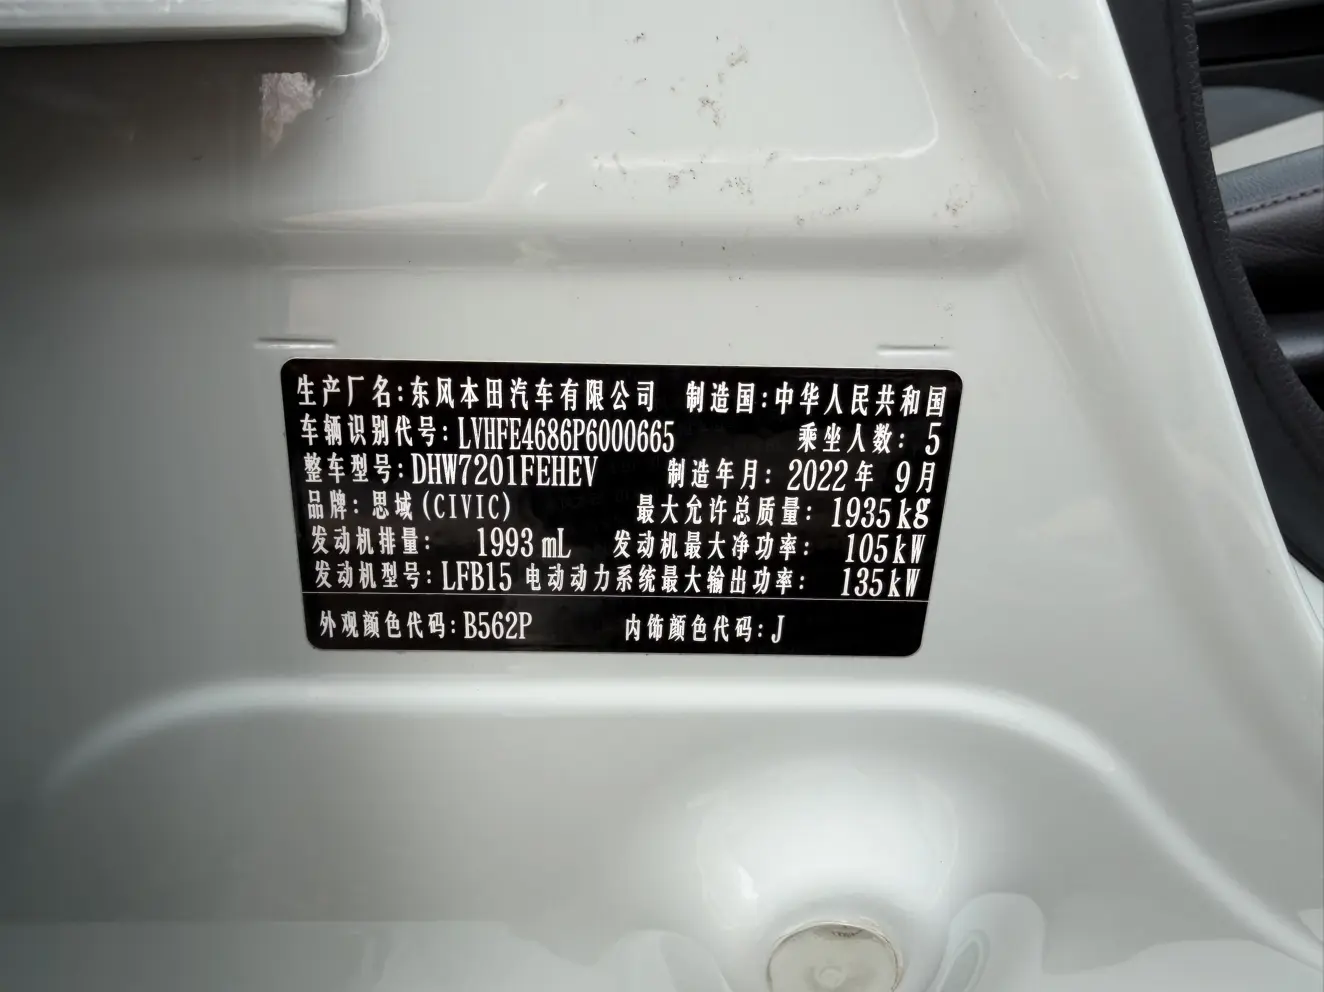 生产厂名:东风本田汽车有限公司 制造国:中华人民共和国
车辆识别代号:LVHFE4686P6000665 乘坐人数:5
整车型号:DHW7201FEHEV 制造年月:2022年 9月
品牌:思域(CIVIC) 最大允许总质量:1935kg
发动机排量: 1993mL 发动机最大净功率: 105kW
发动机型号:LFB15 电动动力系统最大输出功率: 135kW
外观颜色代码:B562P 内饰颜色代码:J